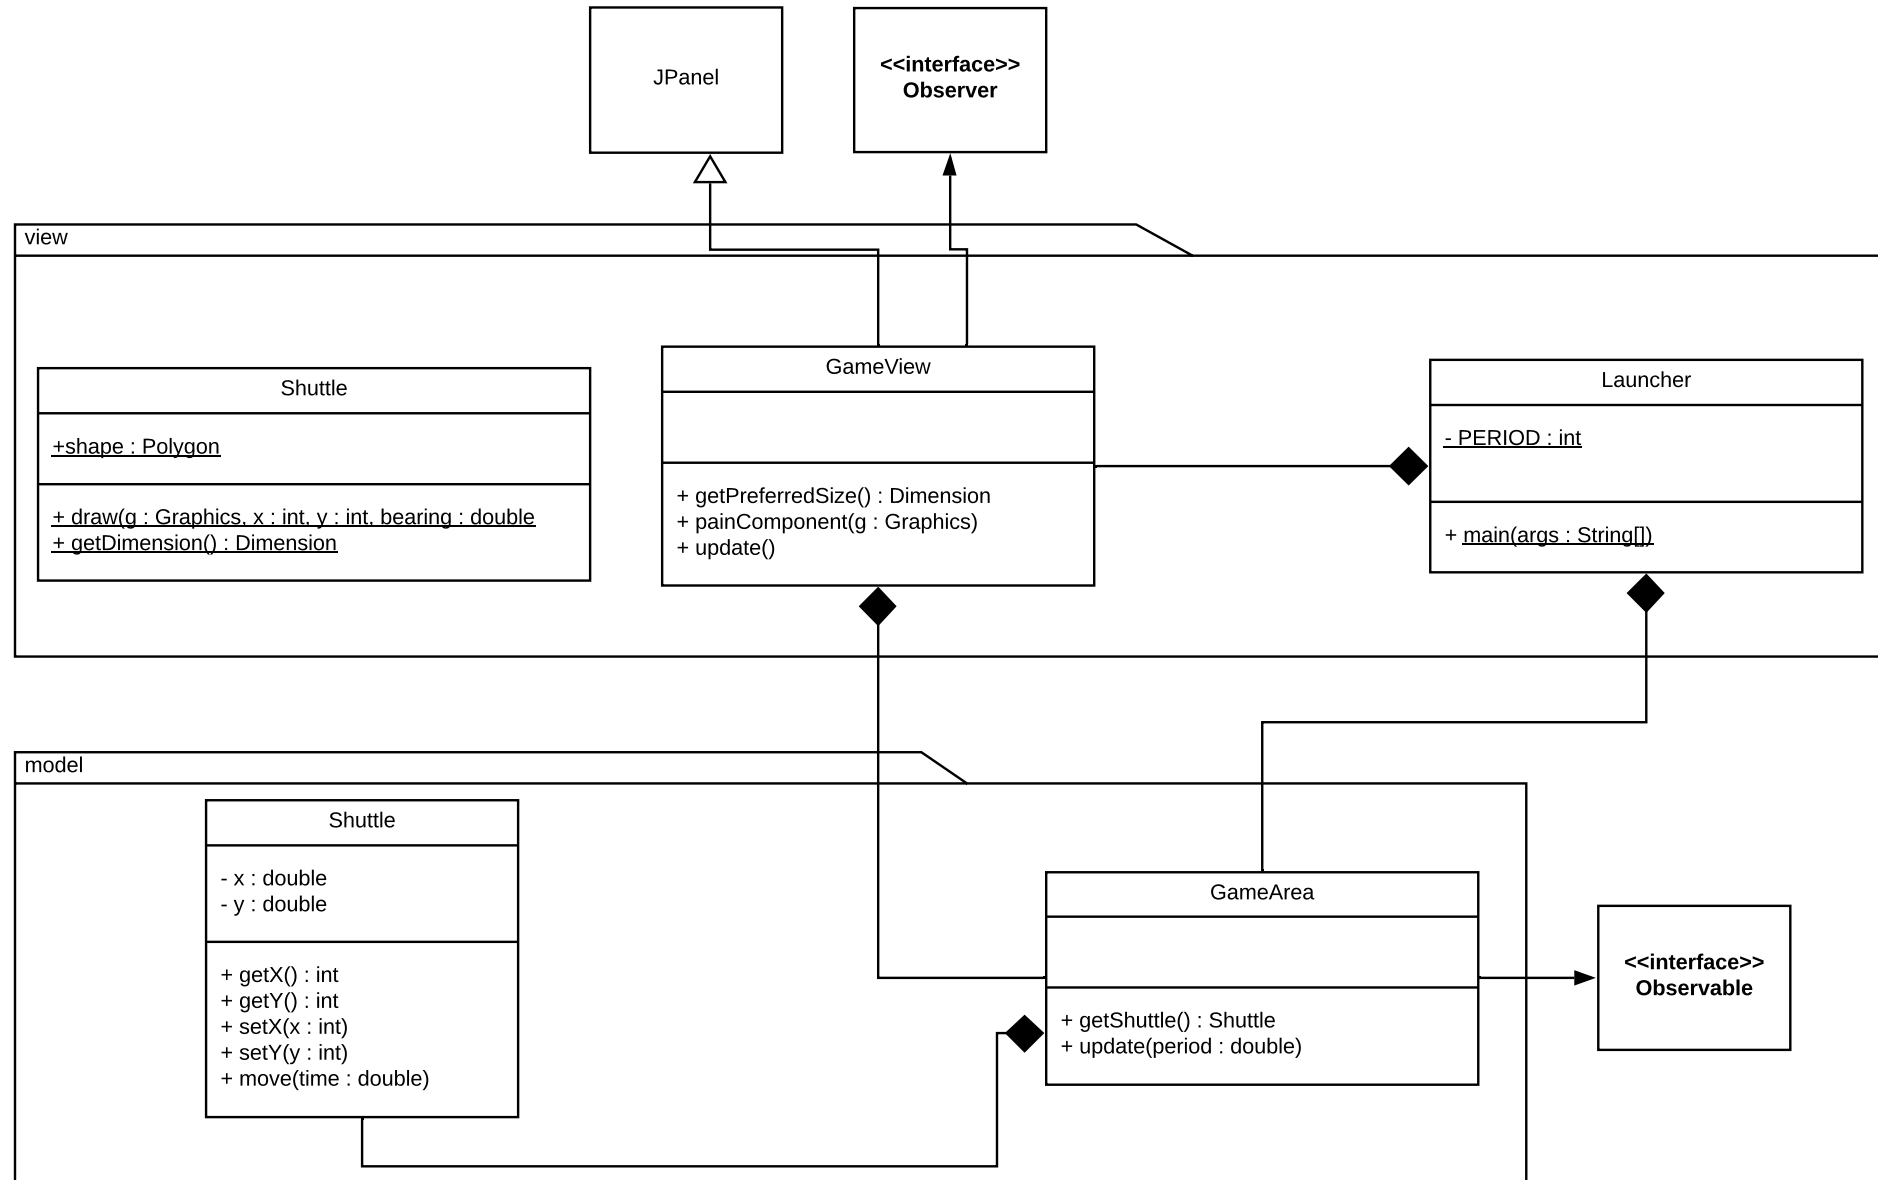 JPanel
<<interface>>
Observer
view
Shuttle
+shape : Polygon
+ draw(g : Graphics, x : int, y : int, bearing : double
+ getDimension() : Dimension
GameView
+ getPreferredSize() : Dimension
+ painComponent(g : Graphics)
+ update()
Launcher
- PERIOD : int
+ main(args : String[])
model
Shuttle
- x : double
- y : double
+ getX() : int
+ getY() : int
+ setX(x : int)
+ setY(y : int)
+ move(time : double)
GameArea
+ getShuttle() : Shuttle
+ update(period : double)
<<interface>>
Observable